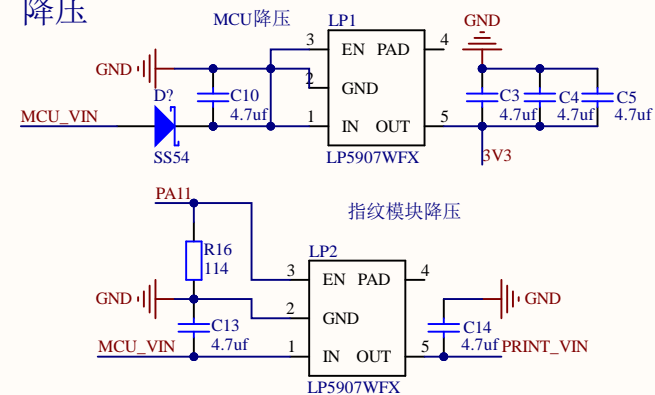 降压
MCU降压
LP1
GND
3 EN PAD 4
GND
2 GND
D?
C10
4.7uf
C3
4.7uf
C4
4.7uf
C5
4.7uf
MCU_VIN
1 IN OUT 5
SS54
LP5907WFX
3V3
PA11
指纹模块降压
R16
114
LP2
3 EN PAD 4
GND
2 GND
GND
C13
4.7uf
C14
4.7uf
MCU_VIN
1 IN OUT 5
PRINT_VIN
LP5907WFX